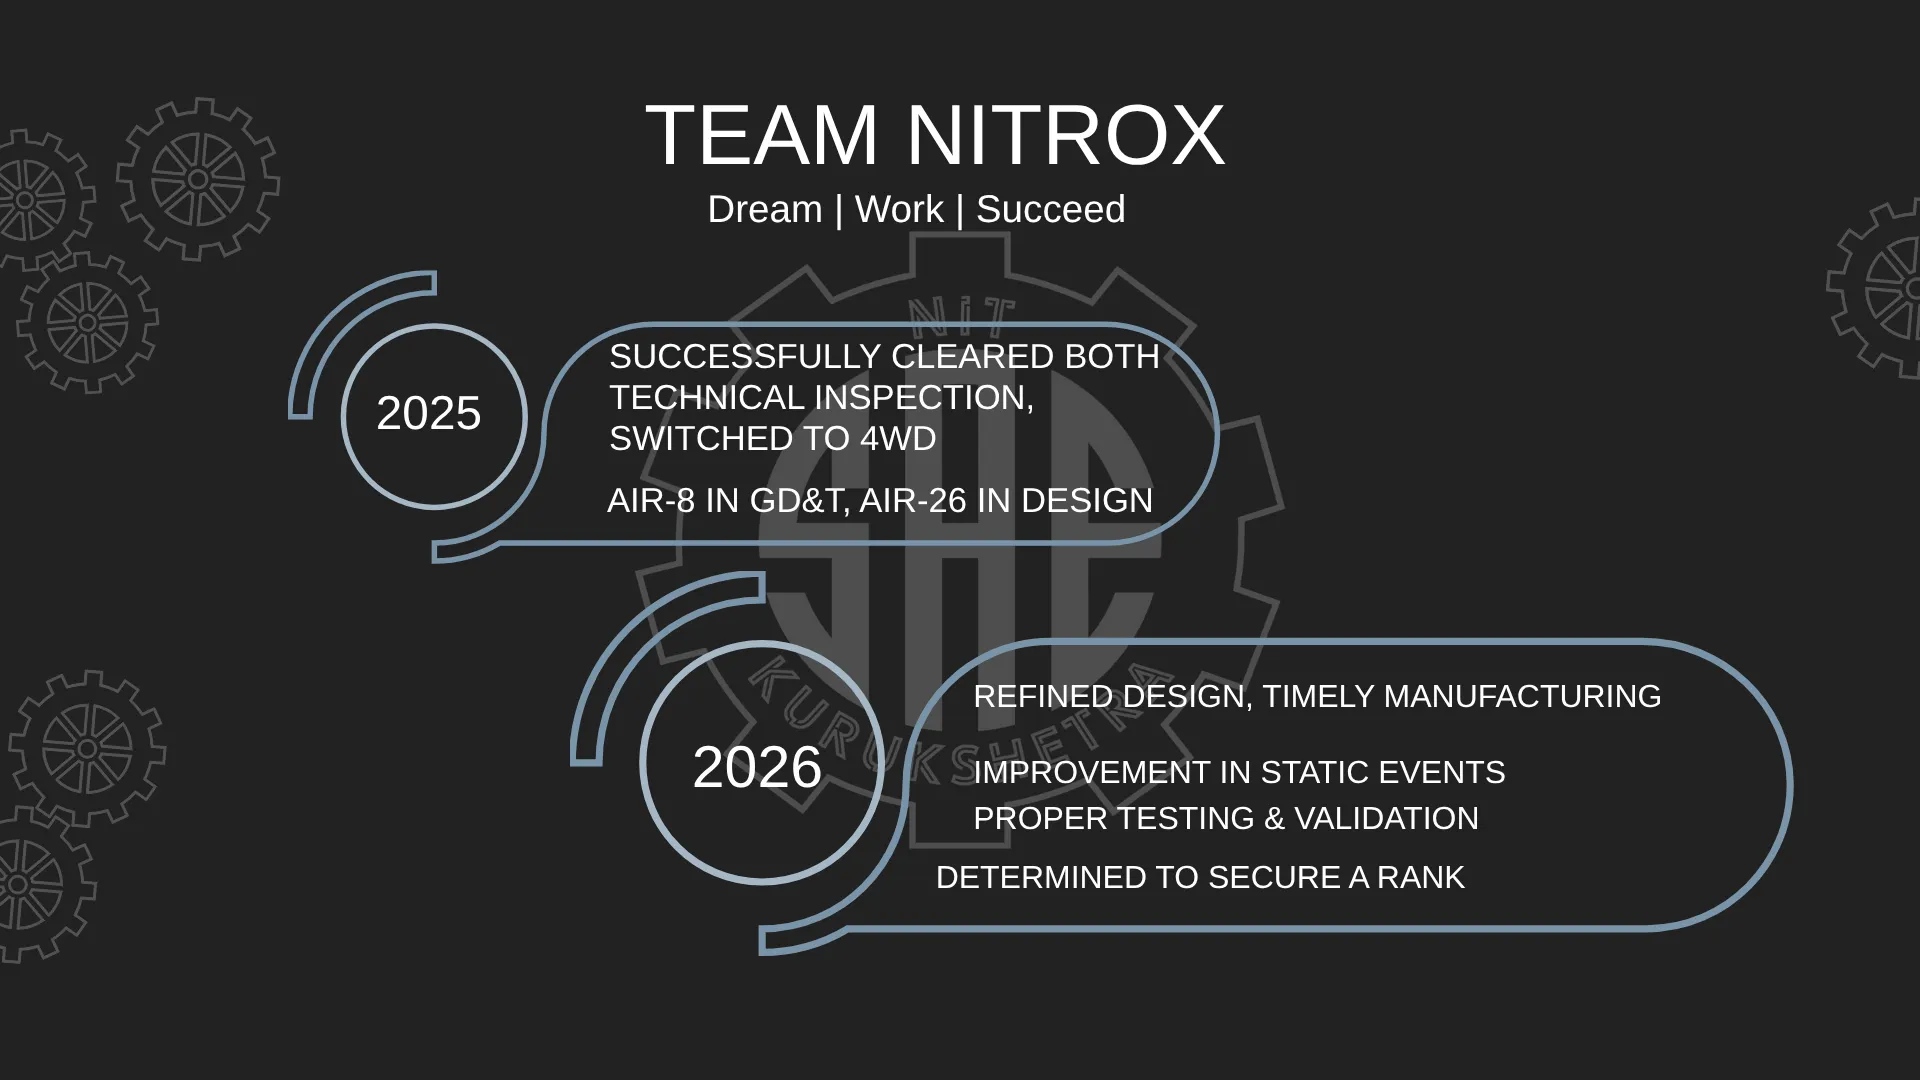 TEAM NITROX
Dream | Work | Succeed
NIT
SAE
KURUKSHETRA
2025
SUCCESSFULLY CLEARED BOTH
TECHNICAL INSPECTION,
SWITCHED TO 4WD
AIR-8 IN GD&T, AIR-26 IN DESIGN
2026
REFINED DESIGN, TIMELY MANUFACTURING
IMPROVEMENT IN STATIC EVENTS
PROPER TESTING & VALIDATION
DETERMINED TO SECURE A RANK